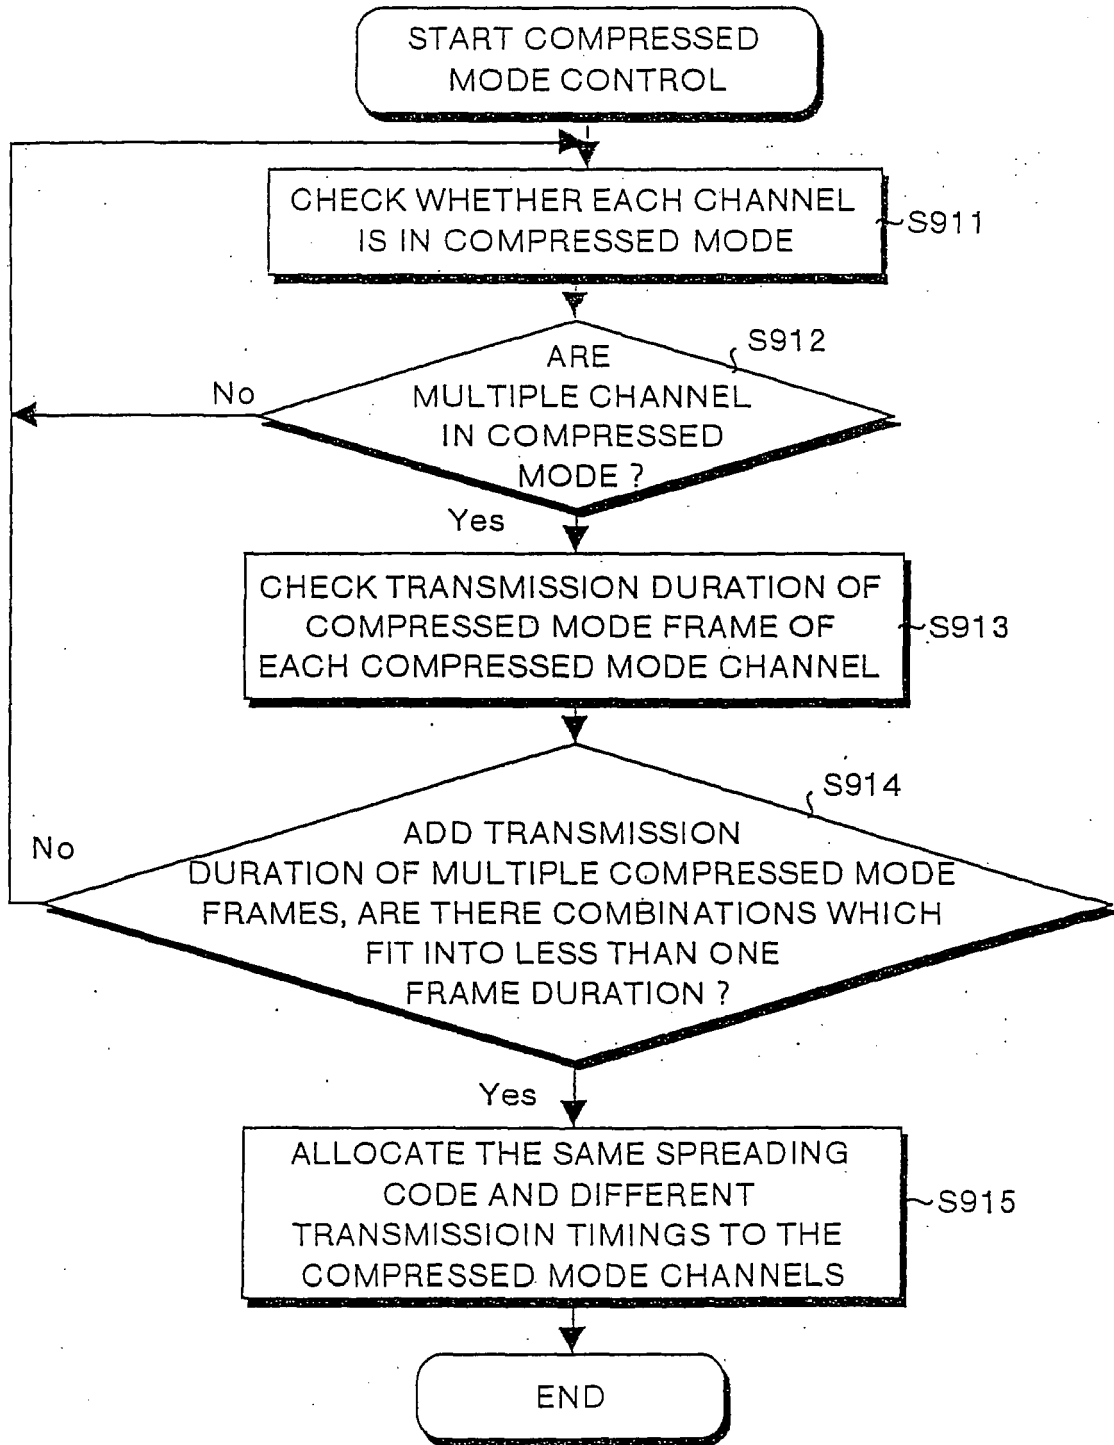 START COMPRESSED
MODE CONTROL
CHECK WHETHER EACH CHANNEL
IS IN COMPRESSED MODE
S911
S912
ARE
MULTIPLE CHANNEL
IN COMPRESSED
MODE ?
No
Yes
CHECK TRANSMISSION DURATION OF
COMPRESSED MODE FRAME OF
EACH COMPRESSED MODE CHANNEL
S913
S914
ADD TRANSMISSION
DURATION OF MULTIPLE COMPRESSED MODE
FRAMES, ARE THERE COMBINATIONS WHICH
FIT INTO LESS THAN ONE
FRAME DURATION ?
No
Yes
ALLOCATE THE SAME SPREADING
CODE AND DIFFERENT
TRANSMISSIOIN TIMINGS TO THE
COMPRESSED MODE CHANNELS
S915
END